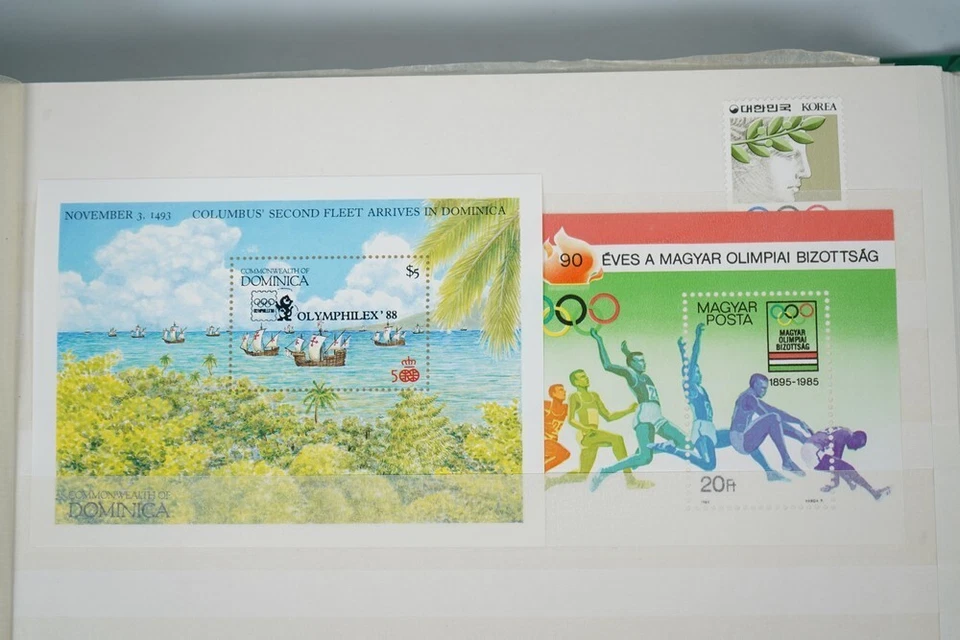 대한민국 KOREA
NOVEMBER 3. 1493 COLUMBUS' SECOND FLEET ARRIVES IN DOMINICA
COMMONWEALTH OF
DOMINICA
$5
OLYMPHILEX '88
500
COMMONWEALTH OF
DOMINICA
90 ÉVES A MAGYAR OLIMPIAI BIZOTTSÁG
MAGYAR
POSTA
MAGYAR
OLIMPIAI
BIZOTTSÁG
1895-1985
20Ft